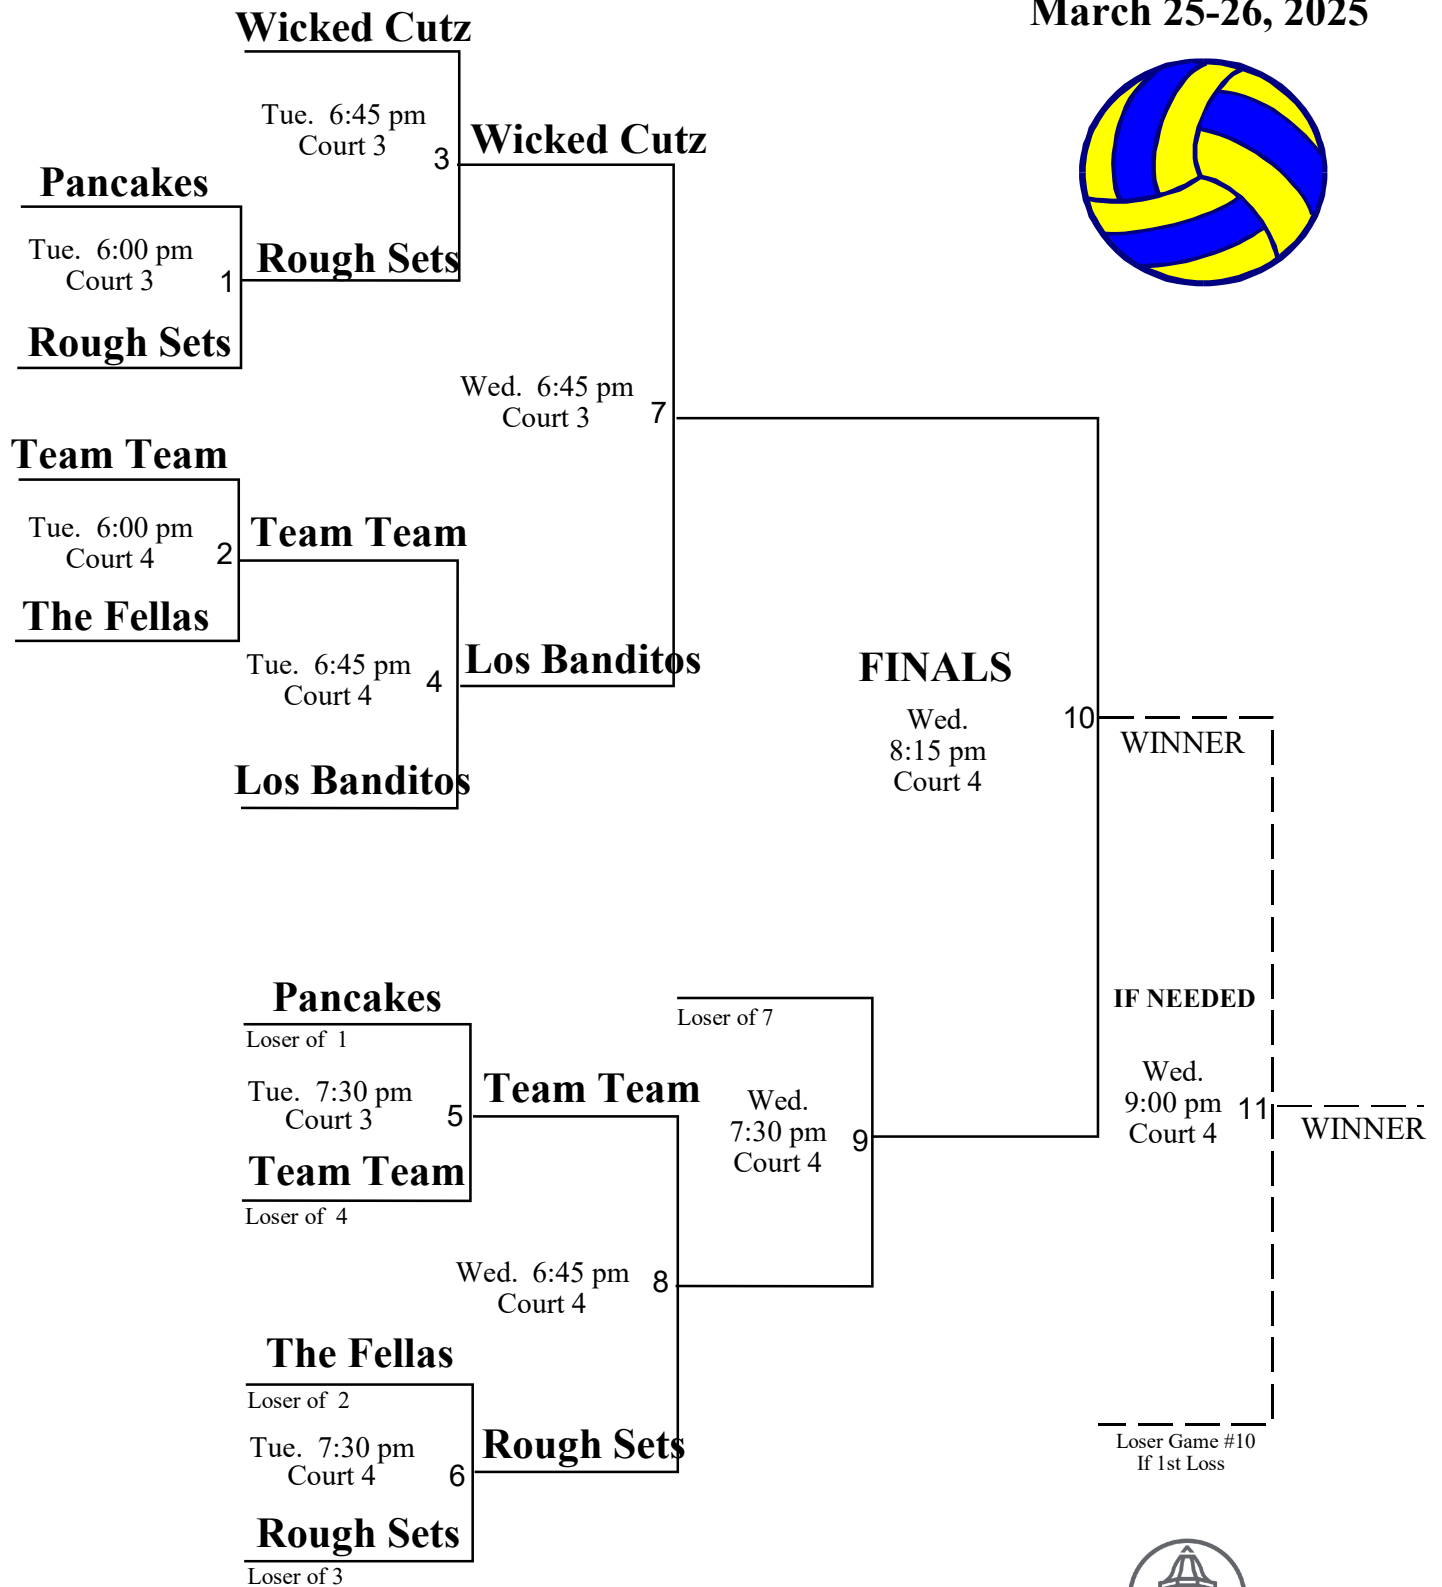 March 25-26, 2025
Wicked Cutz
Tue. 6:45 pm
Court 3
3
Wicked Cutz
Pancakes
Tue. 6:00 pm
Court 3
1
Rough Sets
Rough Sets
Wed. 6:45 pm
Court 3
7
Team Team
Tue. 6:00 pm
Court 4
2
Team Team
The Fellas
Tue. 6:45 pm
Court 4
4
Los Banditos
Los Banditos
FINALS
Wed.
8:15 pm
Court 4
10
WINNER
Pancakes
Loser of 1
Tue. 7:30 pm
Court 3
5
Team Team
Team Team
Loser of 4
Loser of 7
Wed.
7:30 pm
Court 4
9
IF NEEDED
Wed.
9:00 pm
Court 4
11
WINNER
Wed. 6:45 pm
Court 4
8
The Fellas
Loser of 2
Tue. 7:30 pm
Court 4
6
Rough Sets
Rough Sets
Loser of 3
Loser Game #10
If 1st Loss